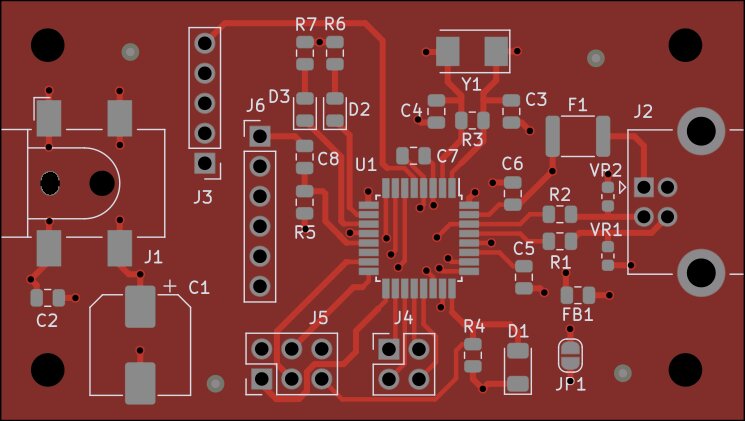 R7 R6
Y1
D3 D2
J6
C4 C3
F1 J2
R3
C8 C7
U1
C6 VR2
J3
R2
R5
VR1
J1
R1
C5
+ C1
C2
FB1
J5 J4
R4 D1
JP1